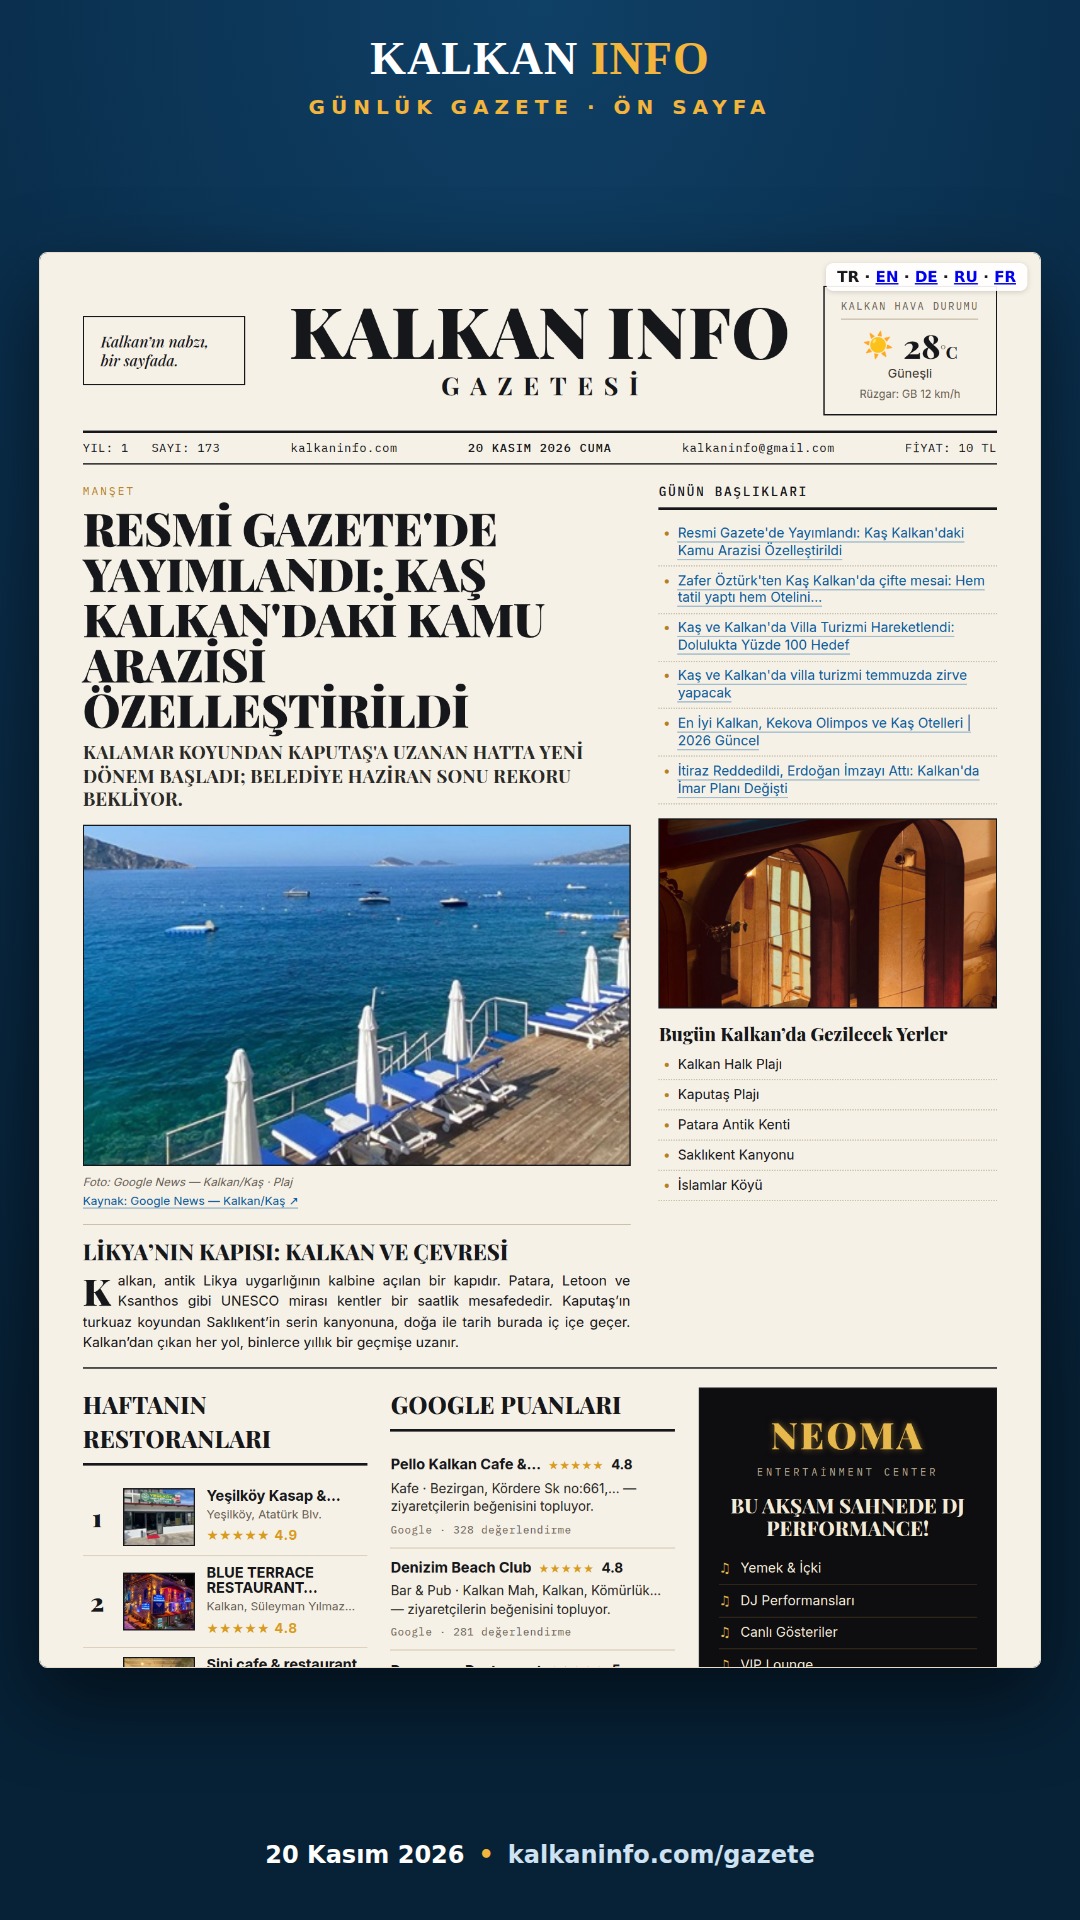 KALKAN INFO
GÜNLÜK GAZETE · ÖN SAYFA
TR · EN · DE · RU · FR
Kalkan’ın nabzı,
bir sayfada.
KALKAN INFO
GAZETESİ
KALKAN HAVA DURUMU
☀️ 28°C
Güneşli
Rüzgar: GB 12 km/h
YIL: 1 SAYI: 173 kalkaninfo.com 20 KASIM 2026 CUMA kalkaninfo@gmail.com FİYAT: 10 TL
MANŞET
RESMİ GAZETE'DE
YAYIMLANDI: KAŞ
KALKAN'DAKİ KAMU
ARAZİSİ
ÖZELLEŞTİRİLDİ
KALAMAR KOYUNDAN KAPUTAŞ'A UZANAN HATTA YENİ
DÖNEM BAŞLADI; BELEDİYE HAZİRAN SONU REKORU
BEKLİYOR.
Foto: Google News — Kalkan/Kaş · Plaj
Kaynak: Google News — Kalkan/Kaş ↗
LİKYA’NIN KAPISI: KALKAN VE ÇEVRESİ
Kalkan, antik Likya uygarlığının kalbine açılan bir kapıdır. Patara, Letoon ve
Ksanthos gibi UNESCO mirası kentler bir saatlik mesafededir. Kaputaş’ın
turkuaz koyundan Saklıkent’in serin kanyonuna, doğa ile tarih burada iç içe geçer.
Kalkan’dan çıkan her yol, binlerce yıllık bir geçmişe uzanır.
GÜNÜN BAŞLIKLARI
• Resmi Gazete'de Yayımlandı: Kaş Kalkan'daki
Kamu Arazisi Özelleştirildi
• Zafer Öztürk'ten Kaş Kalkan'da çifte mesai: Hem
tatil yaptı hem Otelini...
• Kaş ve Kalkan'da Villa Turizmi Hareketlendi:
Dolulukta Yüzde 100 Hedef
• Kaş ve Kalkan'da villa turizmi temmuzda zirve
yapacak
• En İyi Kalkan, Kekova Olimpos ve Kaş Otelleri |
2026 Güncel
• İtiraz Reddedildi, Erdoğan İmzayı Attı: Kalkan'da
İmar Planı Değişti
Bugün Kalkan’da Gezilecek Yerler
• Kalkan Halk Plajı
• Kaputaş Plajı
• Patara Antik Kenti
• Saklıkent Kanyonu
• İslamlar Köyü
HAFTANIN
RESTORANLARI
1
Yeşilköy Kasap &...
Yeşilköy, Atatürk Blv.
★★★★★ 4.9
2
BLUE TERRACE
RESTAURANT...
Kalkan, Süleyman Yılmaz...
★★★★★ 4.8
Sini cafe & restaurant
GOOGLE PUANLARI
Pello Kalkan Cafe &... ★★★★★ 4.8
Kafe · Bezirgan, Kördere Sk no:661,... —
ziyaretçilerin beğenisini topluyor.
Google · 328 değerlendirme
Denizim Beach Club ★★★★★ 4.8
Bar & Pub · Kalkan Mah, Kalkan, Kömürlük...
— ziyaretçilerin beğenisini topluyor.
Google · 281 değerlendirme
NEOMA
ENTERTAİNMENT CENTER
BU AKŞAM SAHNEDE DJ
PERFORMANCE!
♫ Yemek & İçki
♫ DJ Performansları
♫ Canlı Gösteriler
♫ VIP Lounge
20 Kasım 2026 • kalkaninfo.com/gazete